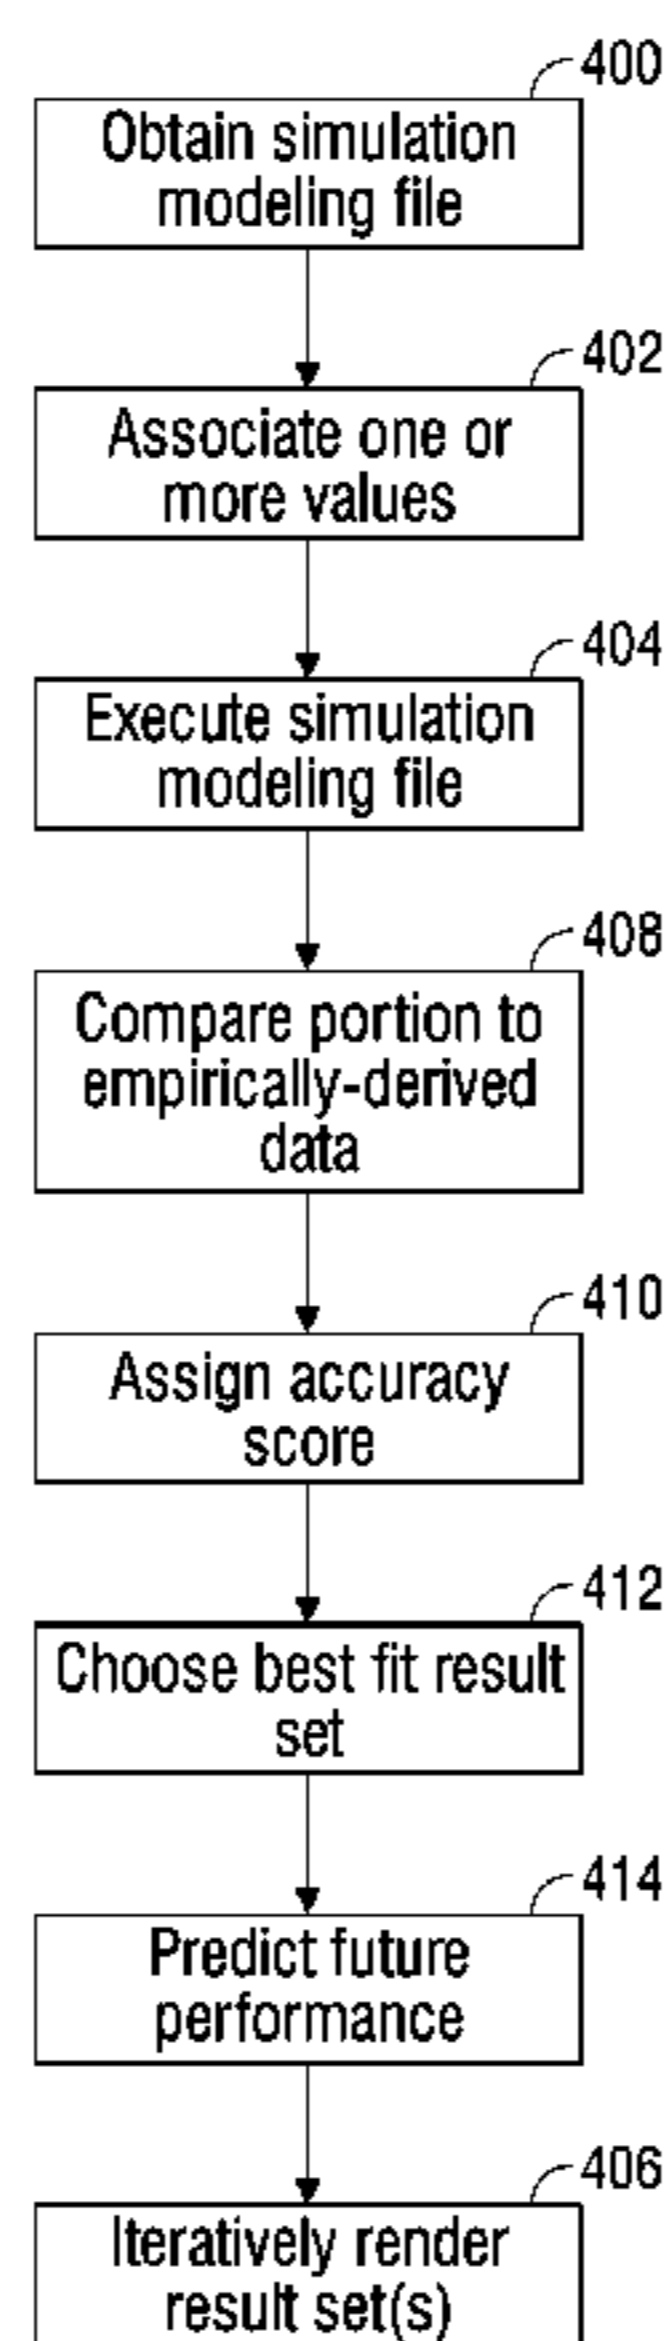 400
Obtain simulation
modeling file
402
Associate one or
more values
404
Execute simulation
modeling file
408
Compare portion to
empirically-derived
data
410
Assign accuracy
score
412
Choose best fit result
set
414
Predict future
performance
406
Iteratively render
result set(s)